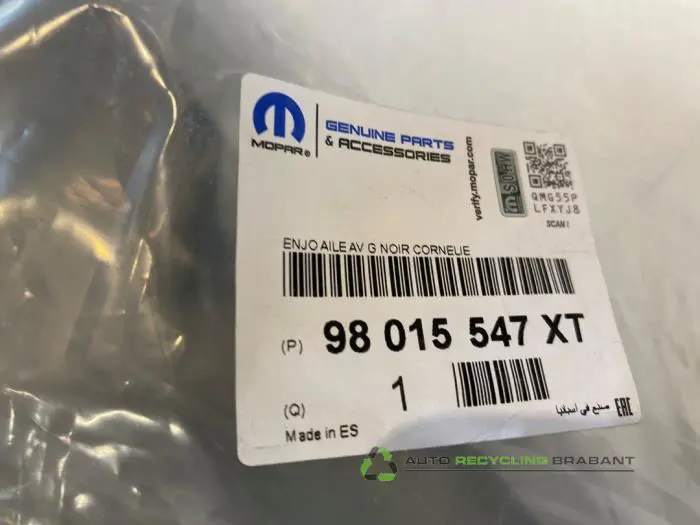 MOPAR®
GENUINE PARTS
& ACCESSORIES
verify.mopar.com
QMG55P
LFXYJ8
SCAN!
ENJO AILE AV G NOIR CORNELIE
(P) 98 015 547 XT
(Q) 1
Made in ES
صنع في اسبانيا
EAC
AUTO RECYCLING BRABANT